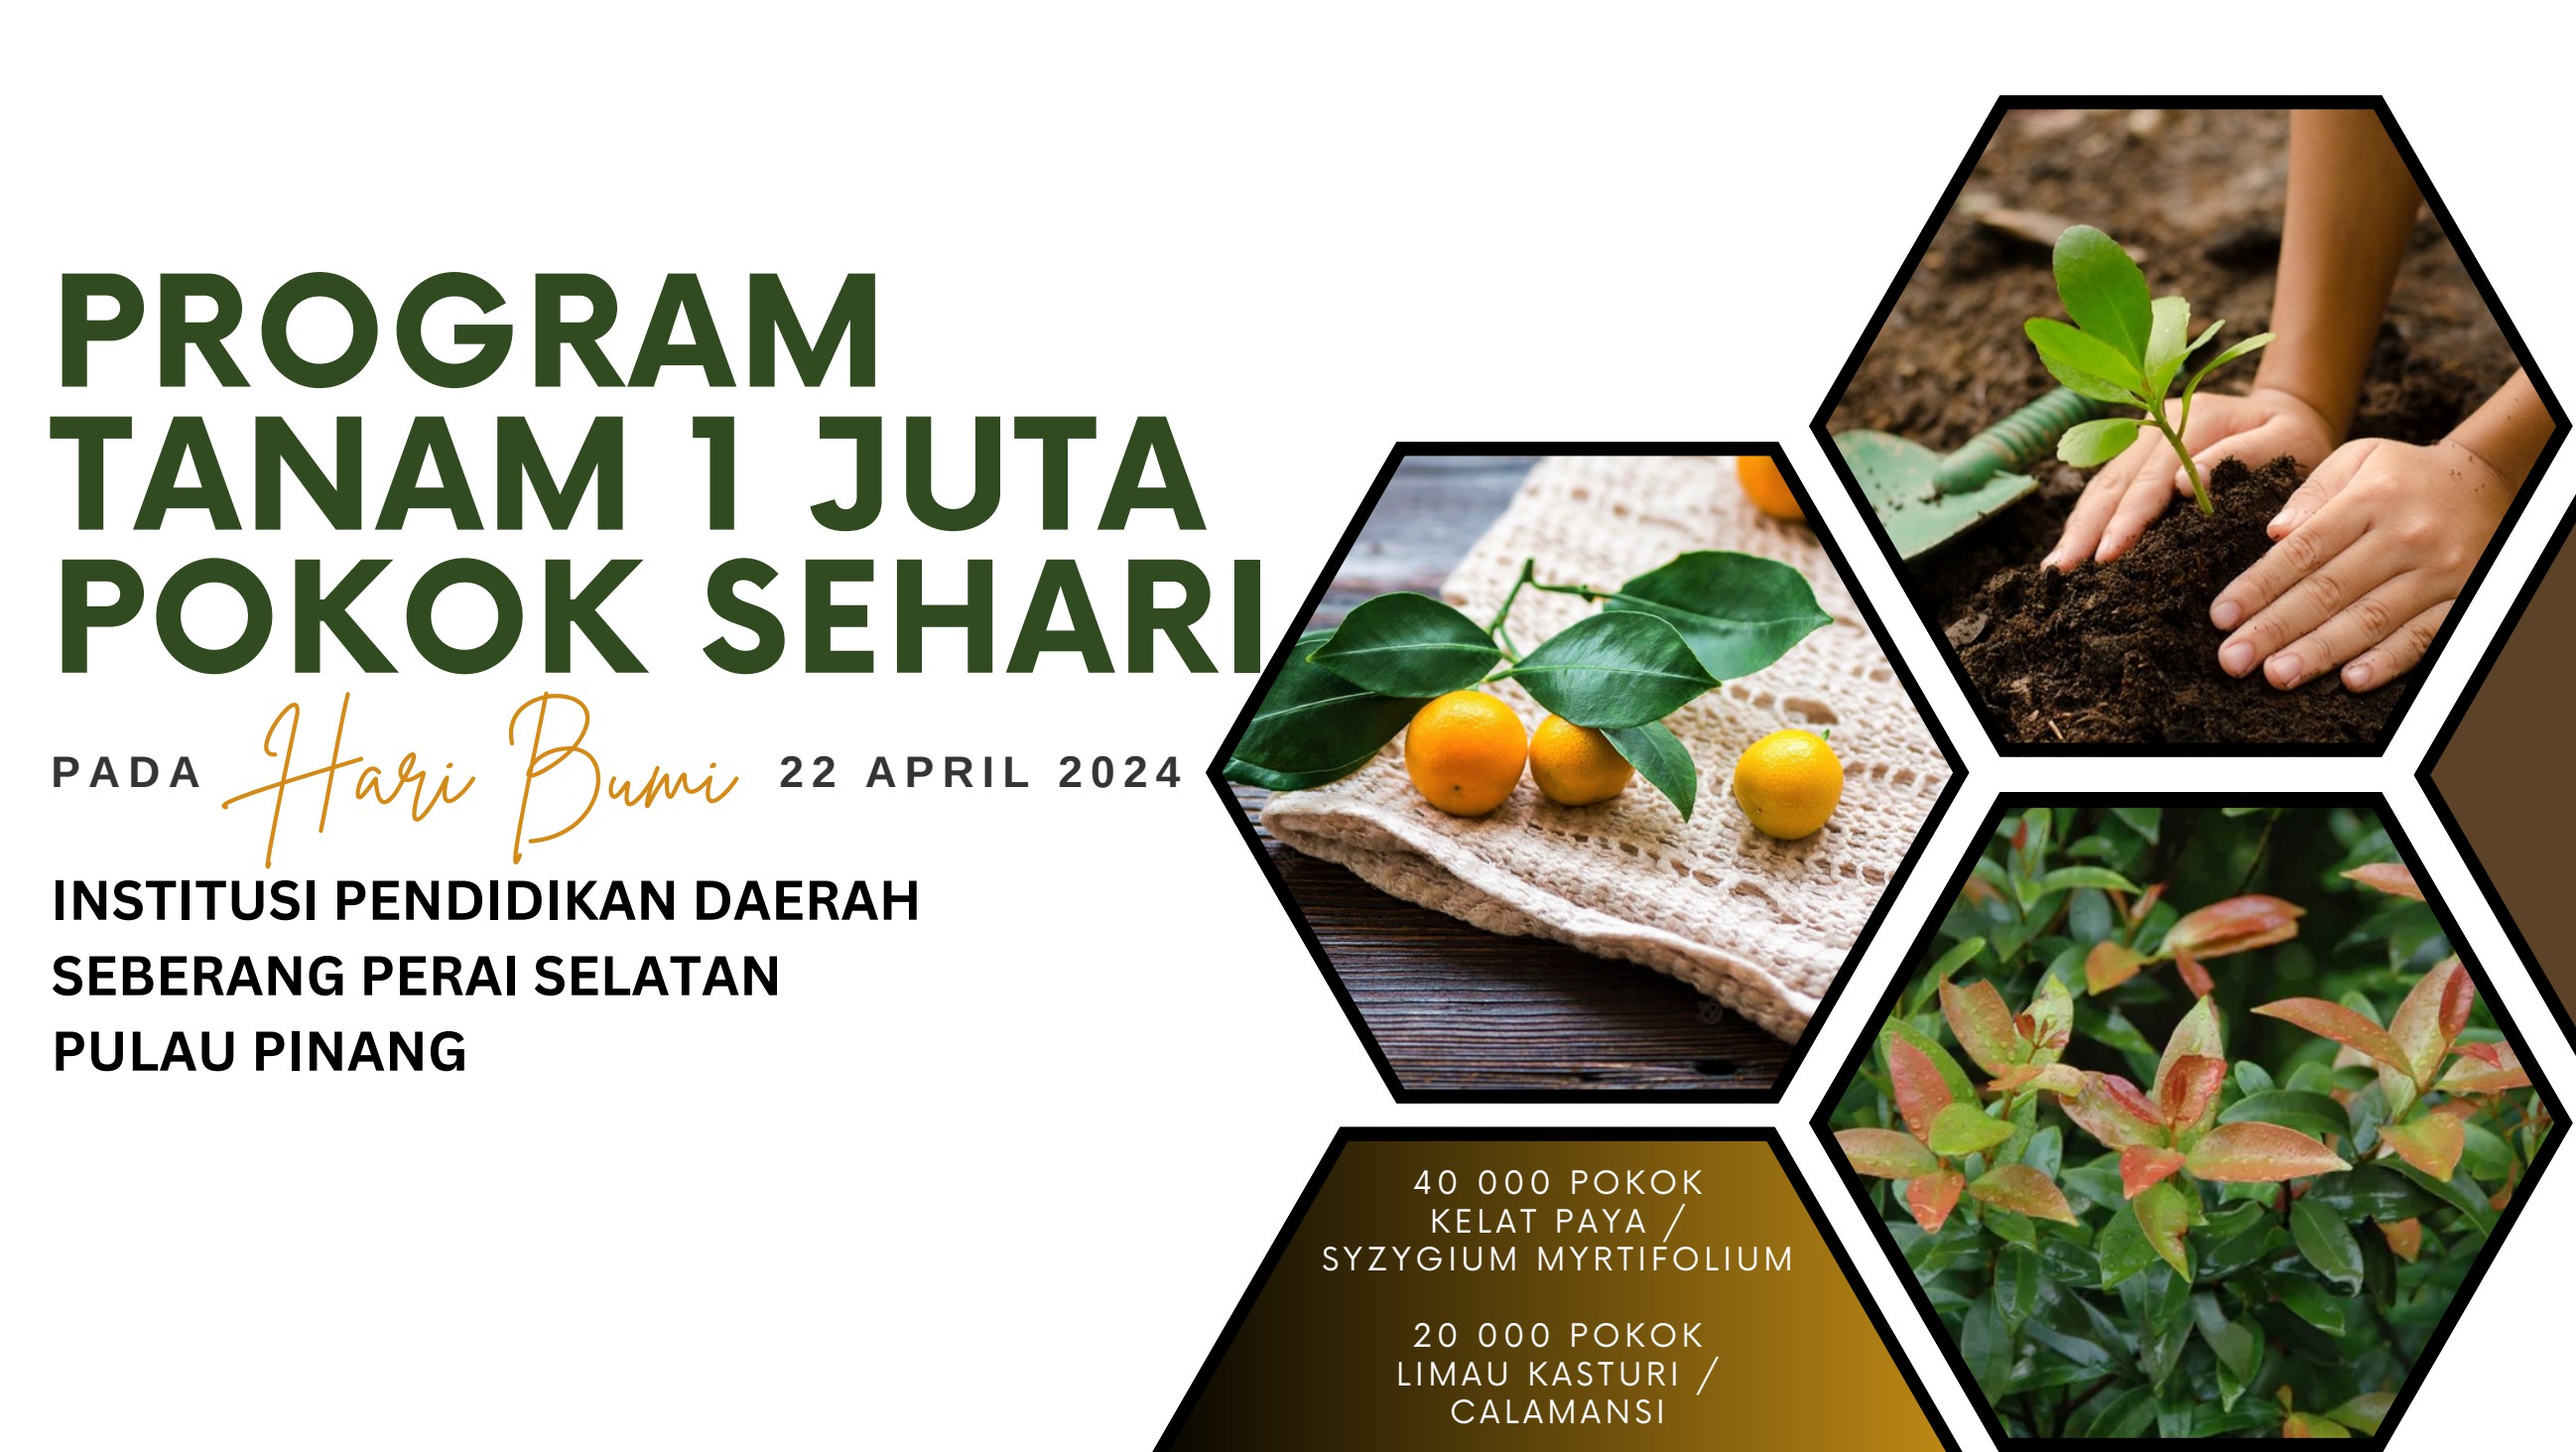 PROGRAM
TANAM 1 JUTA
POKOK SEHARI
PADA Hari Bumi 22 APRIL 2024
INSTITUSI PENDIDIKAN DAERAH
SEBERANG PERAI SELATAN
PULAU PINANG
40 000 POKOK
KELAT PAYA /
SYZYGIUM MYRTIFOLIUM
20 000 POKOK
LIMAU KASTURI /
CALAMANSI